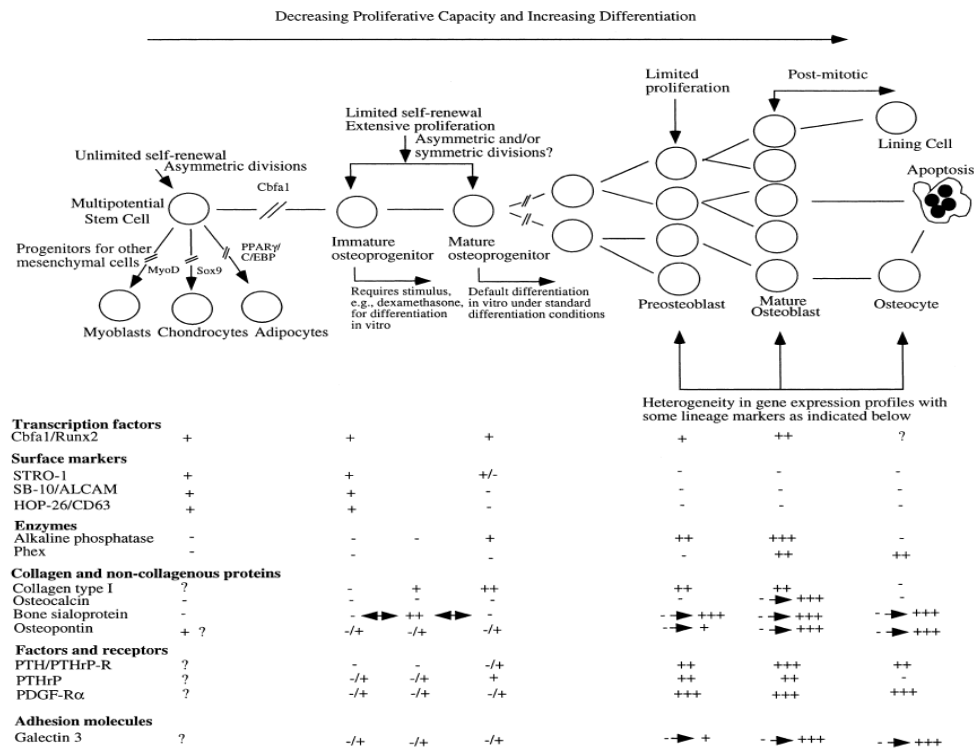 Decreasing Proliferative Capacity and Increasing Differentiation
Limited
proliferation
Post-mitotic
Limited self-renewal
Extensive proliferation
Asymmetric and/or
symmetric divisions?
Lining Cell
Unlimited self-renewal
Asymmetric divisions
Apoptosis
Cbfa1
Multipotential
Stem Cell
Progenitors for other
mesenchymal cells
MyoD
Sox9
PPARγ/
C/EBP
Immature
osteoprogenitor
Mature
osteoprogenitor
Requires stimulus,
e.g., dexamethasone,
for differentiation
in vitro
Default differentiation
in vitro under standard
differentiation conditions
Preosteoblast
Mature
Osteoblast
Osteocyte
Myoblasts Chondrocytes Adipocytes
Heterogeneity in gene expression profiles with
some lineage markers as indicated below
Transcription factors
Cbfa1/Runx2 + + + + ++ ?
Surface markers
STRO-1 + + +/- - - -
SB-10/ALCAM + + - - - -
HOP-26/CD63 + + - - - -
Enzymes
Alkaline phosphatase - - - + ++ +++ -
Phex - - - - ++ ++
Collagen and non-collagenous proteins
Collagen type I ? - + ++ ++ ++ -
Osteocalcin - - - - - - +++ -
Bone sialoprotein - - ++ - - +++ - +++ - +++
Osteopontin + ? -/+ -/+ -/+ - + - +++ - +++
Factors and receptors
PTH/PTHrP-R ? - - -/+ ++ +++ ++
PTHrP ? -/+ -/+ + ++ ++ -
PDGF-Rα ? -/+ -/+ -/+ +++ +++ +++
Adhesion molecules
Galectin 3 ? -/+ -/+ -/+ - + - +++ - +++